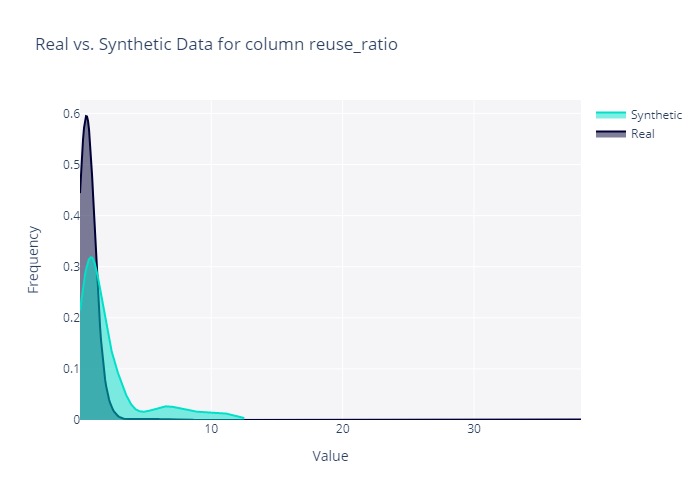 Real vs. Synthetic Data for column reuse_ratio
Synthetic
Real
0.6
0.5
0.4
0.3
0.2
0.1
0
10
20
30
Frequency
Value